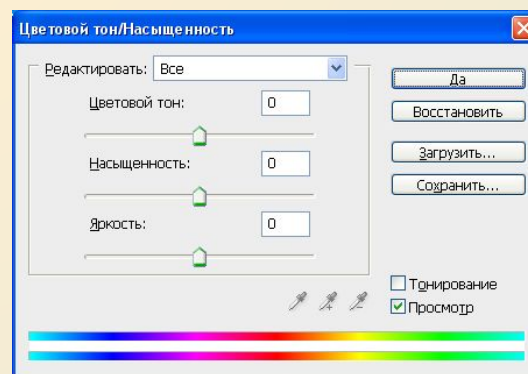 Цветовой тон/Насыщенность
Редактировать: Все
Цветовой тон: 0
Насыщенность: 0
Яркость: 0
Да
Восстановить
Загрузить...
Сохранить...
Тонирование
Просмотр